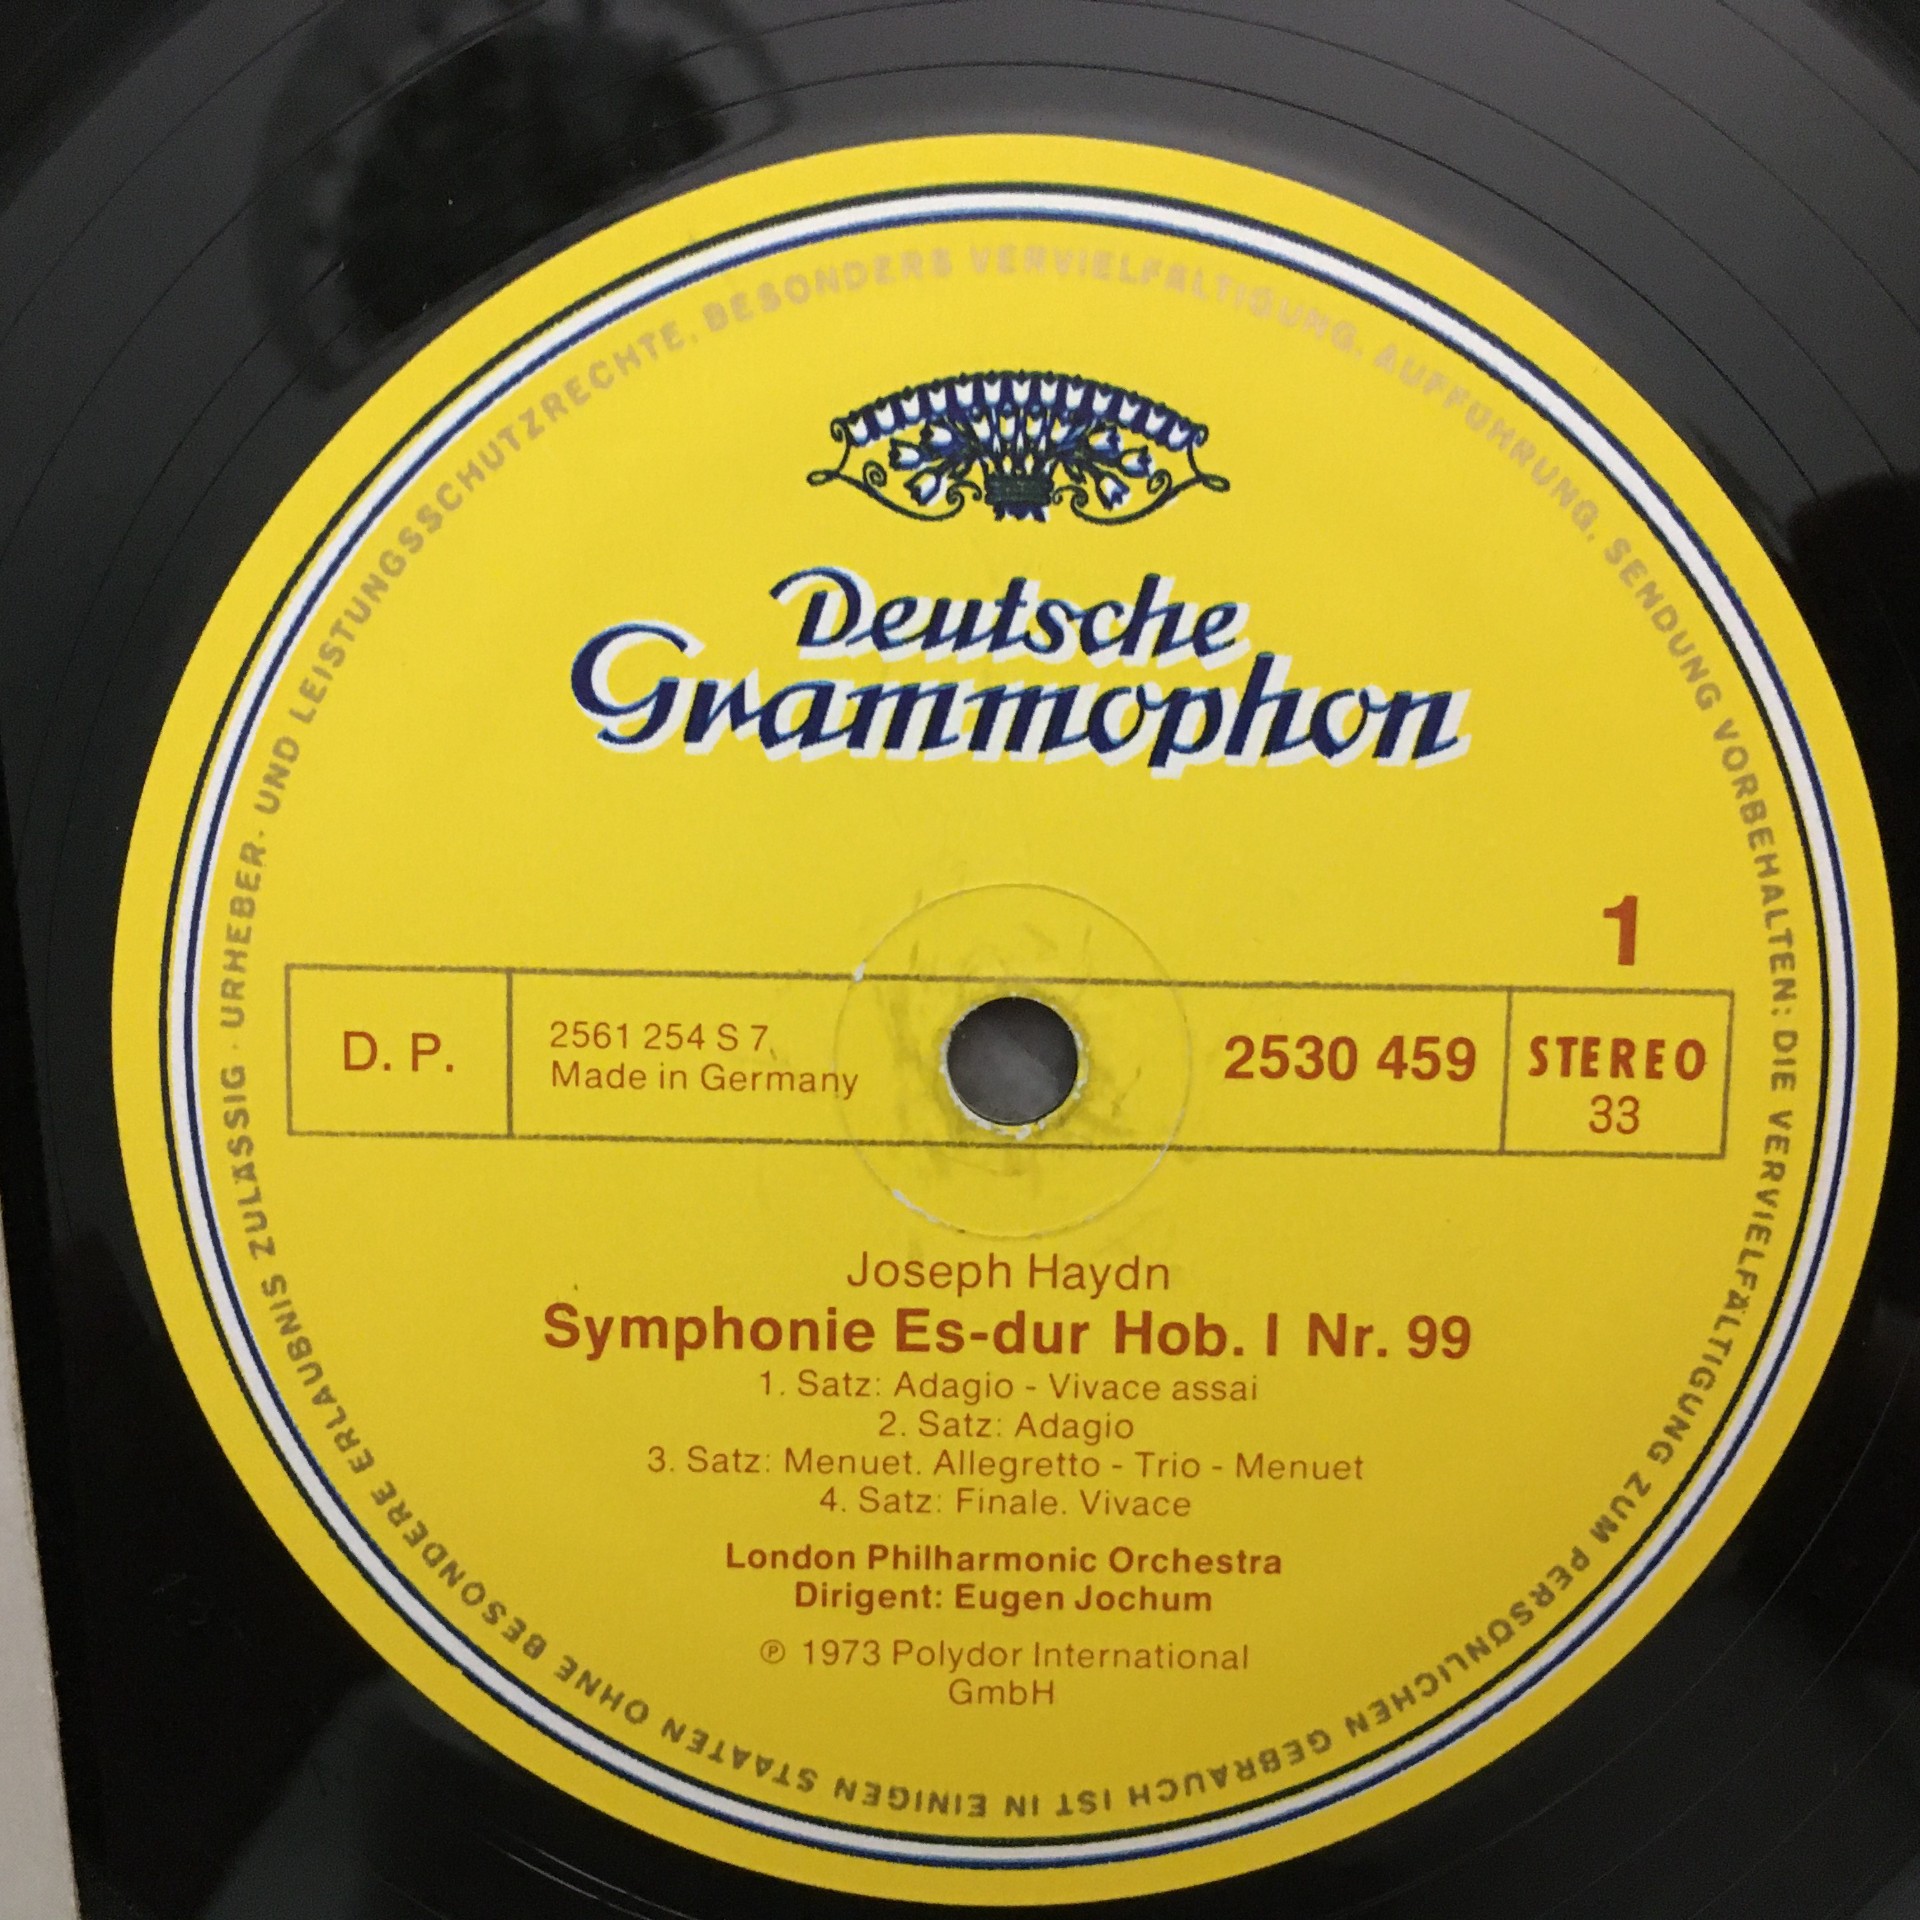 Deutsche
Grammophon
1
D. P.
2561 254 S 7
Made in Germany
2530 459
STEREO
33
Joseph Haydn
Symphonie Es-dur Hob. I Nr. 99
1. Satz: Adagio - Vivace assai
2. Satz: Adagio
3. Satz: Menuet. Allegretto - Trio - Menuet
4. Satz: Finale. Vivace
London Philharmonic Orchestra
Dirigent: Eugen Jochum
℗ 1973 Polydor International
GmbH
URHEBER- UND LEISTUNGSSCHUTZRECHTE, BESONDERS VERVIELFÄLTIGUNG, AUFFÜHRUNG, SENDUNG VORBEHALTEN: DIE VERVIELFÄLTIGUNG ZUM PERSÖNLICHEN GEBRAUCH IST IN EINIGEN STAATEN OHNE BESONDERE ERLAUBNIS ZULÄSSIG ·